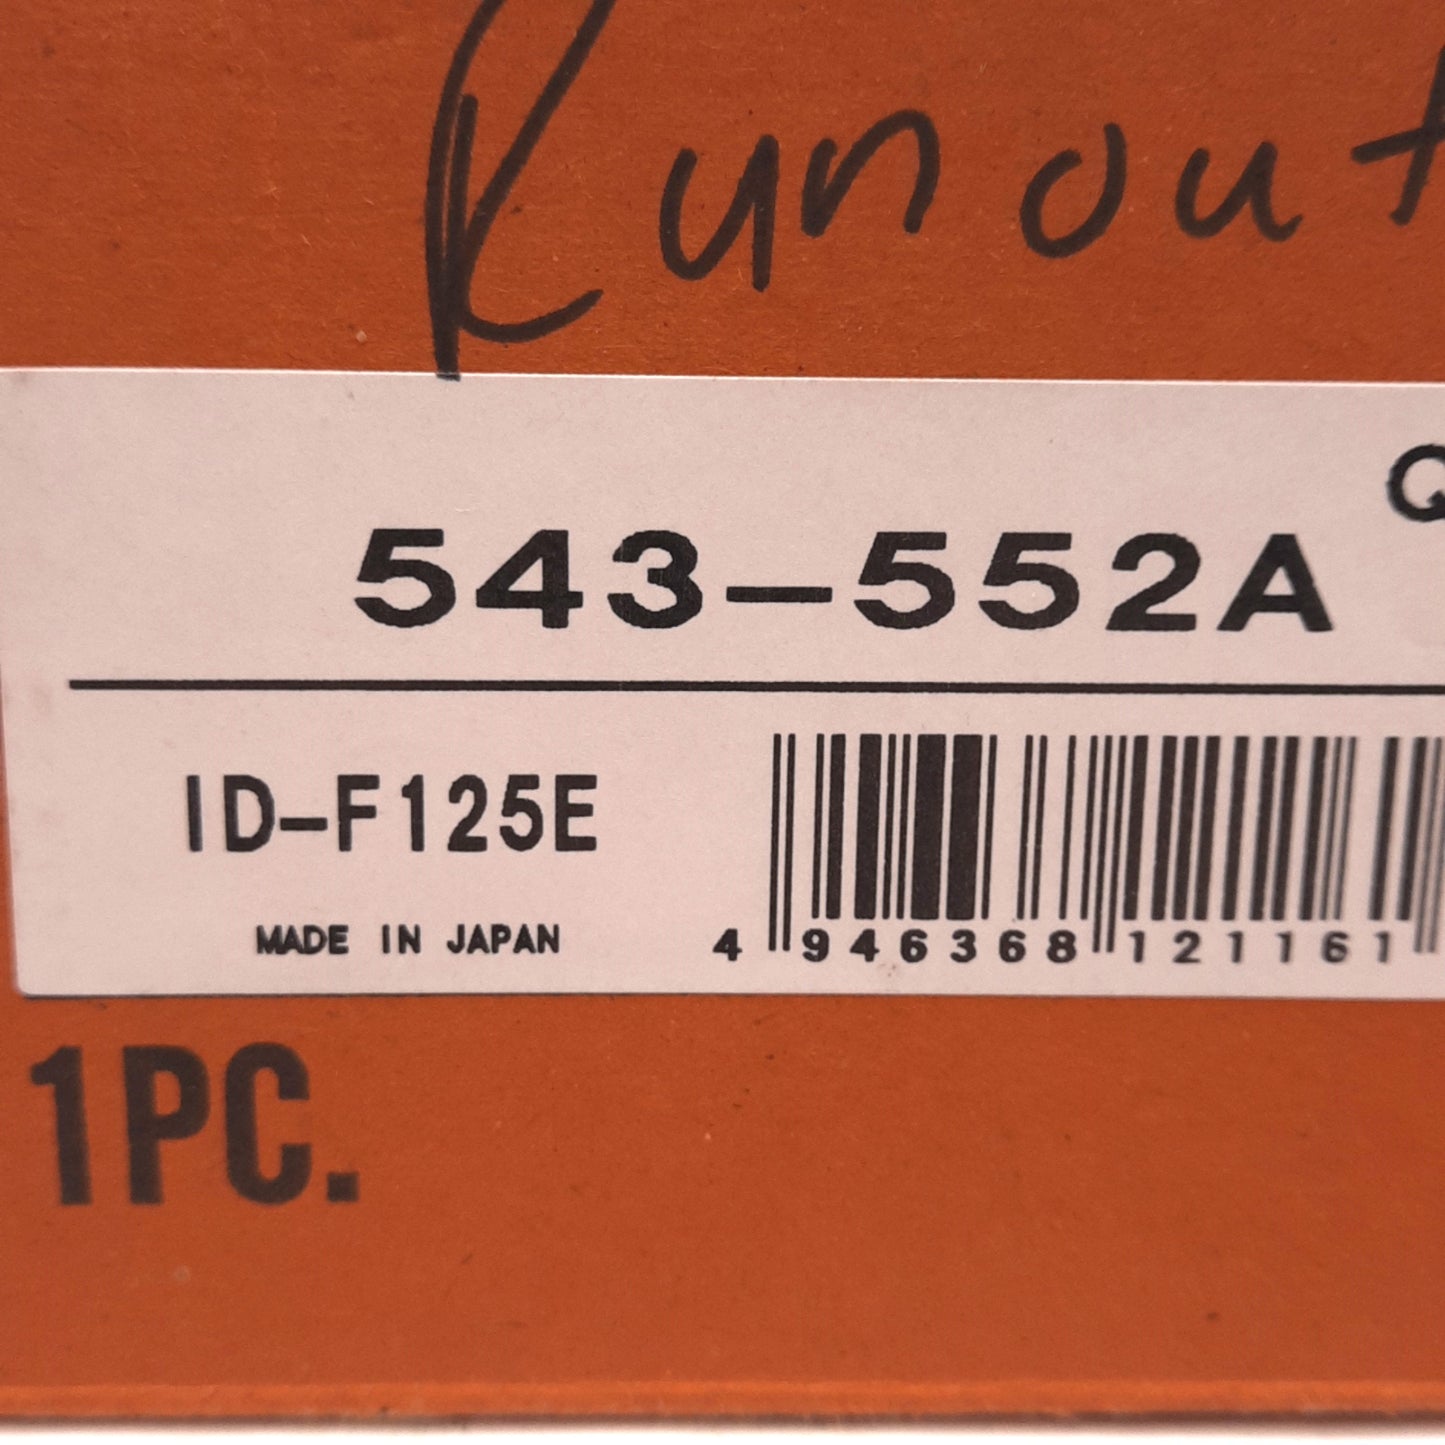 Runout
Q
543-552A
ID-F125E
MADE IN JAPAN
4 946368 121161
1PC.